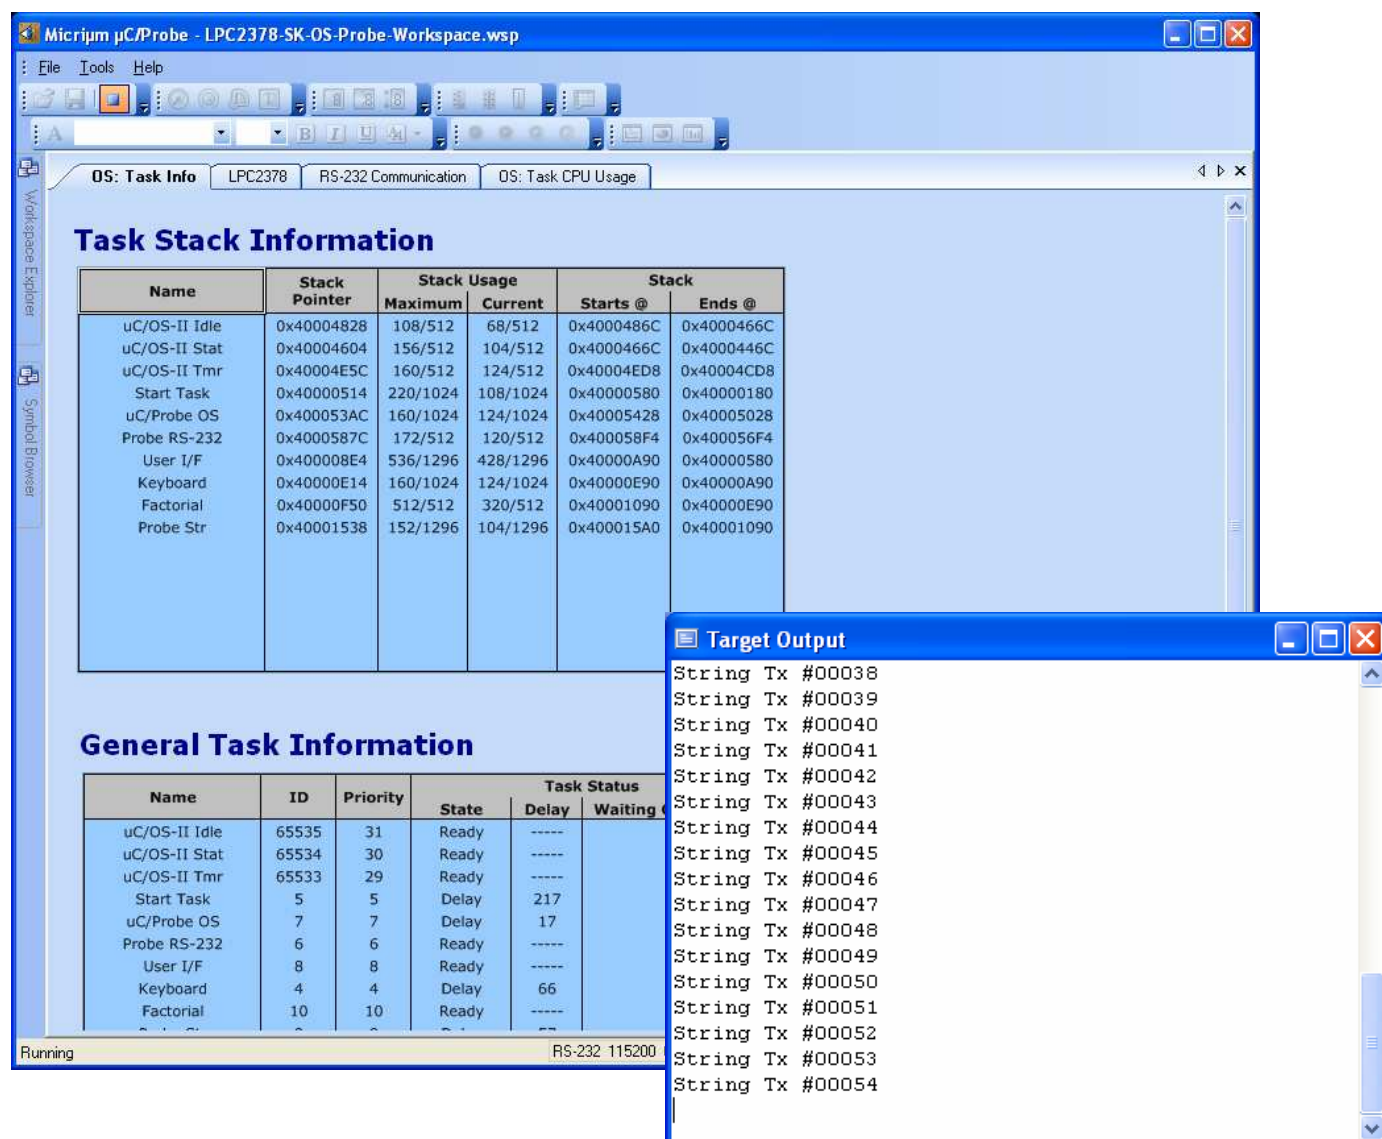 Micriµm µC/Probe - LPC2378-SK-OS-Probe-Workspace.wsp
File Tools Help
OS: Task Info LPC2378 RS-232 Communication OS: Task CPU Usage
Workspace Explorer
Symbol Browser
Task Stack Information
Name Stack Pointer Stack Usage Stack
Maximum Current Starts @ Ends @
uC/OS-II Idle 0x40004828 108/512 68/512 0x4000486C 0x4000466C
uC/OS-II Stat 0x40004604 156/512 104/512 0x4000466C 0x4000446C
uC/OS-II Tmr 0x40004E5C 160/512 124/512 0x40004ED8 0x40004CD8
Start Task 0x40000514 220/1024 108/1024 0x40000580 0x40000180
uC/Probe OS 0x400053AC 160/1024 124/1024 0x40005428 0x40005028
Probe RS-232 0x4000587C 172/512 120/512 0x400058F4 0x400056F4
User I/F 0x400008E4 536/1296 428/1296 0x40000A90 0x40000580
Keyboard 0x40000E14 160/1024 124/1024 0x40000E90 0x40000A90
Factorial 0x40000F50 512/512 320/512 0x40001090 0x40000E90
Probe Str 0x40001538 152/1296 104/1296 0x400015A0 0x40001090
General Task Information
Name ID Priority Task Status
State Delay Waiting
uC/OS-II Idle 65535 31 Ready -----
uC/OS-II Stat 65534 30 Ready -----
uC/OS-II Tmr 65533 29 Ready -----
Start Task 5 5 Delay 217
uC/Probe OS 7 7 Delay 17
Probe RS-232 6 6 Ready -----
User I/F 8 8 Ready -----
Keyboard 4 4 Delay 66
Factorial 10 10 Ready -----
Running RS-232 115200
Target Output
String Tx #00038
String Tx #00039
String Tx #00040
String Tx #00041
String Tx #00042
String Tx #00043
String Tx #00044
String Tx #00045
String Tx #00046
String Tx #00047
String Tx #00048
String Tx #00049
String Tx #00050
String Tx #00051
String Tx #00052
String Tx #00053
String Tx #00054